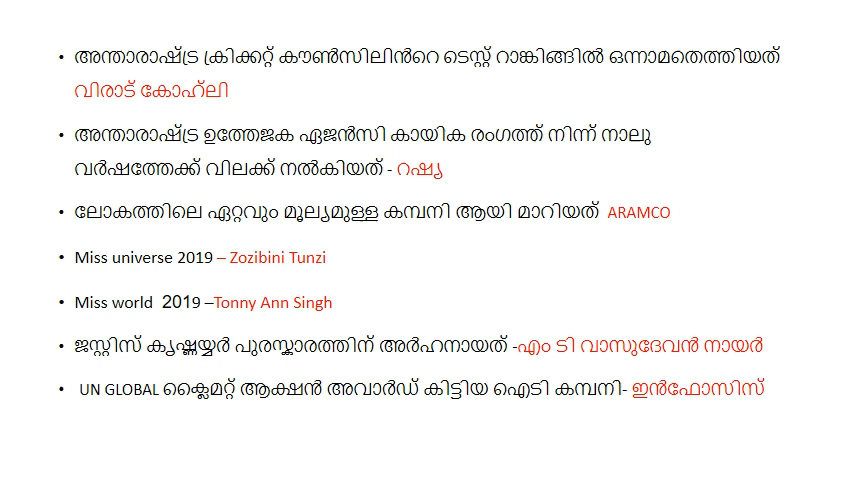 • അന്താരാഷ്ട്ര ക്രിക്കറ്റ് കൗൺസിലിൻറെ ടെസ്റ്റ് റാങ്കിങ്ങിൽ ഒന്നാമതെത്തിയത്
വിരാട് കോഹ്‌ലി
• അന്താരാഷ്ട്ര ഉത്തേജക ഏജൻസി കായിക രംഗത്ത് നിന്ന് നാലു
വർഷത്തേക്ക് വിലക്ക് നൽകിയത് - റഷ്യ
• ലോകത്തിലെ ഏറ്റവും മൂല്യമുള്ള കമ്പനി ആയി മാറിയത് ARAMCO
• Miss universe 2019 – Zozibini Tunzi
• Miss world 2019 –Tonny Ann Singh
• ജസ്റ്റിസ് കൃഷ്ണയ്യർ പുരസ്കാരത്തിന് അർഹനായത് -എം ടി വാസുദേവൻ നായർ
• UN GLOBAL ക്ലൈമറ്റ് ആക്ഷൻ അവാർഡ് കിട്ടിയ ഐടി കമ്പനി- ഇൻഫോസിസ്